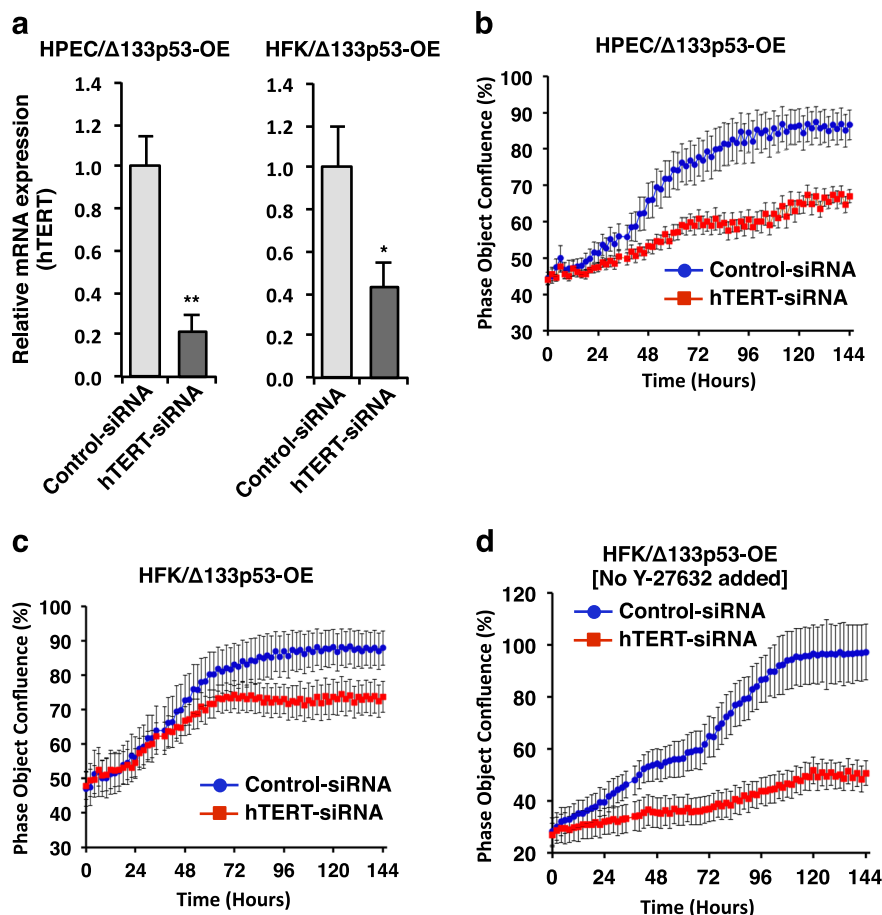 a
HPEC/Δ133p53-OE
HFK/Δ133p53-OE
Relative mRNA expression
(hTERT)
1.4
1.2
1.0
0.8
0.6
0.4
0.2
0.0
**
Control-siRNA
hTERT-siRNA
1.4
1.2
1.0
0.8
0.6
0.4
0.2
0.0
*
Control-siRNA
hTERT-siRNA
b
HPEC/Δ133p53-OE
Phase Object Confluence (%)
100
90
80
70
60
50
40
30
Control-siRNA
hTERT-siRNA
0 24 48 72 96 120 144
Time (Hours)
c
HFK/Δ133p53-OE
Phase Object Confluence (%)
100
90
80
70
60
50
40
30
Control-siRNA
hTERT-siRNA
0 24 48 72 96 120 144
Time (Hours)
d
HFK/Δ133p53-OE
[No Y-27632 added]
Phase Object Confluence (%)
120
100
80
60
40
20
Control-siRNA
hTERT-siRNA
0 24 48 72 96 120 144
Time (Hours)